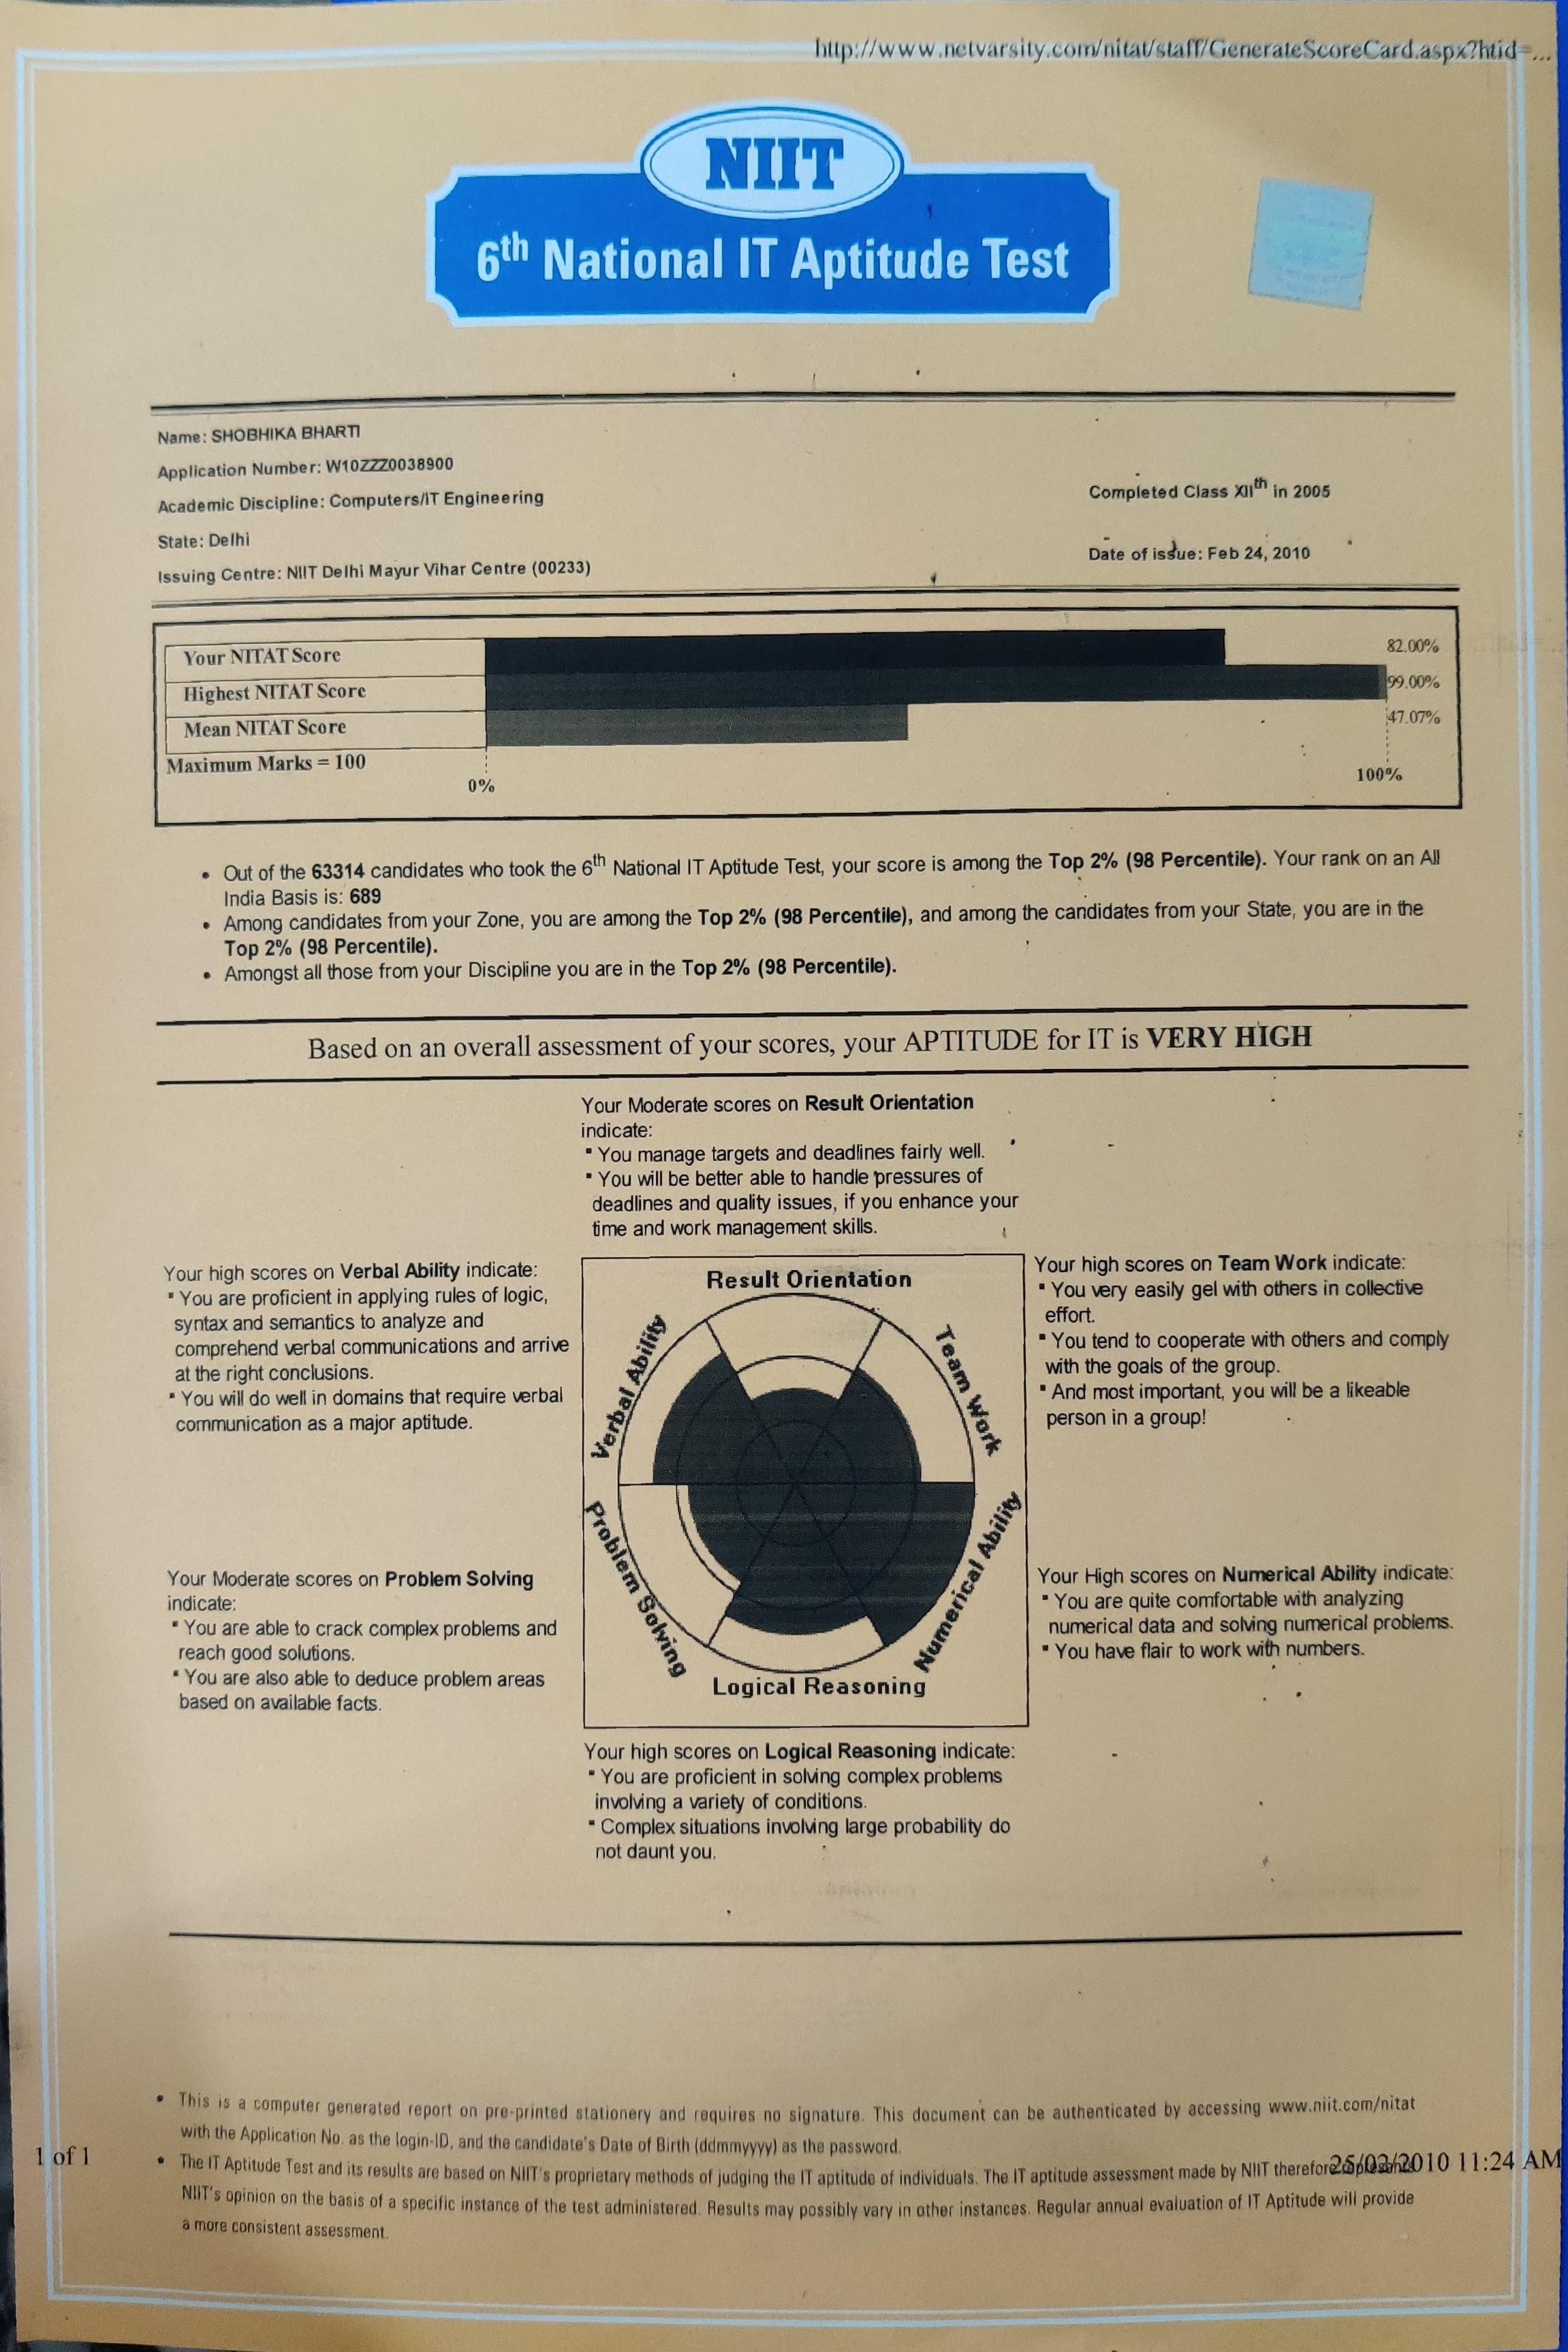 http://www.netvarsity.com/nitat/staff/GenerateScoreCard.aspx?htid=...
NIIT
6th National IT Aptitude Test
Name: SHOBHIKA BHARTI
Application Number: W10ZZZ0038900
Academic Discipline: Computers/IT Engineering
Completed Class XIIth in 2005
State: Delhi
Date of issue: Feb 24, 2010
Issuing Centre: NIIT Delhi Mayur Vihar Centre (00233)
Your NITAT Score 82.00%
Highest NITAT Score 99.00%
Mean NITAT Score 47.07%
Maximum Marks = 100
0% 100%
• Out of the 63314 candidates who took the 6th National IT Aptitude Test, your score is among the Top 2% (98 Percentile). Your rank on an All
India Basis is: 689
• Among candidates from your Zone, you are among the Top 2% (98 Percentile), and among the candidates from your State, you are in the
Top 2% (98 Percentile).
• Amongst all those from your Discipline you are in the Top 2% (98 Percentile).
Based on an overall assessment of your scores, your APTITUDE for IT is VERY HIGH
Your Moderate scores on Result Orientation
indicate:
▪ You manage targets and deadlines fairly well.
▪ You will be better able to handle pressures of
deadlines and quality issues, if you enhance your
time and work management skills.
Your high scores on Verbal Ability indicate:
▪ You are proficient in applying rules of logic,
syntax and semantics to analyze and
comprehend verbal communications and arrive
at the right conclusions.
▪ You will do well in domains that require verbal
communication as a major aptitude.
Result Orientation
Verbal Ability
Team Work
Problem Solving
Numerical Ability
Logical Reasoning
Your high scores on Team Work indicate:
▪ You very easily gel with others in collective
effort.
▪ You tend to cooperate with others and comply
with the goals of the group.
▪ And most important, you will be a likeable
person in a group!
Your Moderate scores on Problem Solving
indicate:
▪ You are able to crack complex problems and
reach good solutions.
▪ You are also able to deduce problem areas
based on available facts.
Your High scores on Numerical Ability indicate:
▪ You are quite comfortable with analyzing
numerical data and solving numerical problems.
▪ You have flair to work with numbers.
Your high scores on Logical Reasoning indicate:
▪ You are proficient in solving complex problems
involving a variety of conditions.
▪ Complex situations involving large probability do
not daunt you.
• This is a computer generated report on pre-printed stationery and requires no signature. This document can be authenticated by accessing www.niit.com/nitat
with the Application No. as the login-ID, and the candidate's Date of Birth (ddmmyyyy) as the password.
1 of 1
25/02/2010 11:24 AM
• The IT Aptitude Test and its results are based on NIIT's proprietary methods of judging the IT aptitude of individuals. The IT aptitude assessment made by NIIT therefore
NIIT's opinion on the basis of a specific instance of the test administered. Results may possibly vary in other instances. Regular annual evaluation of IT Aptitude will provide
a more consistent assessment.